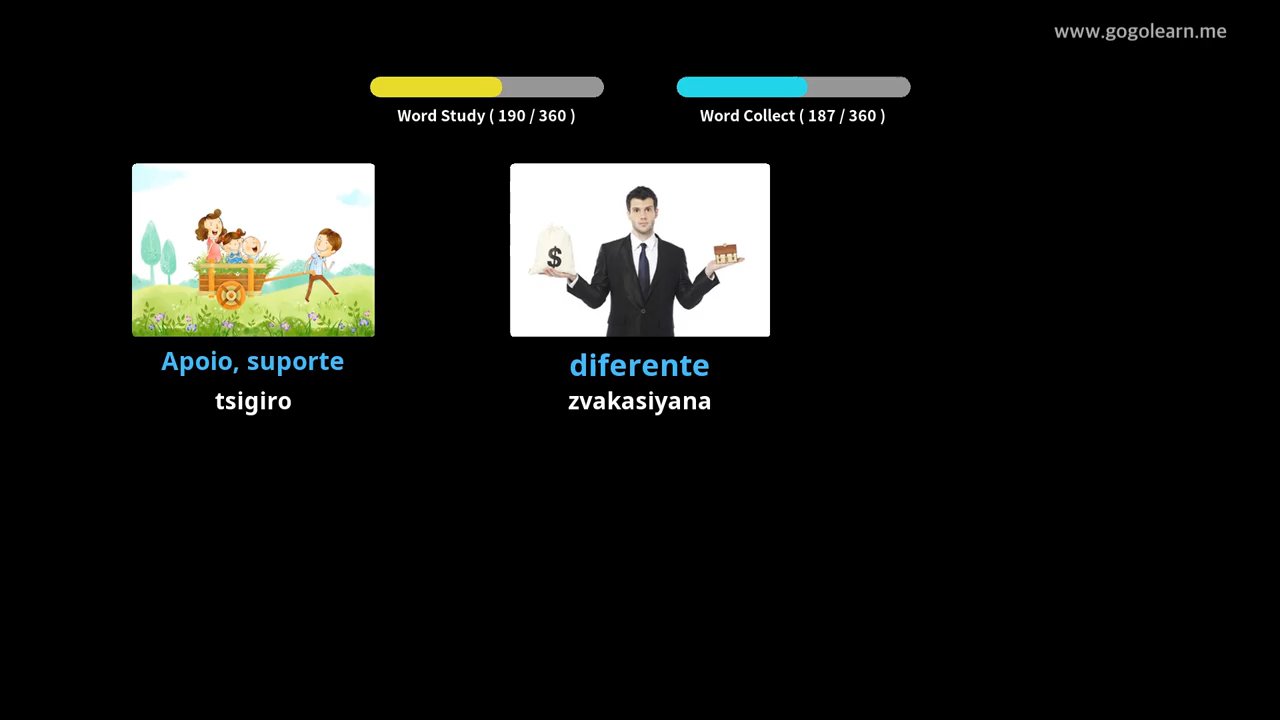 www.gogolearn.me
Word Study ( 190 / 360 )
Word Collect ( 187 / 360 )
$
Apoio, suporte
tsigiro
diferente
zvakasiyana